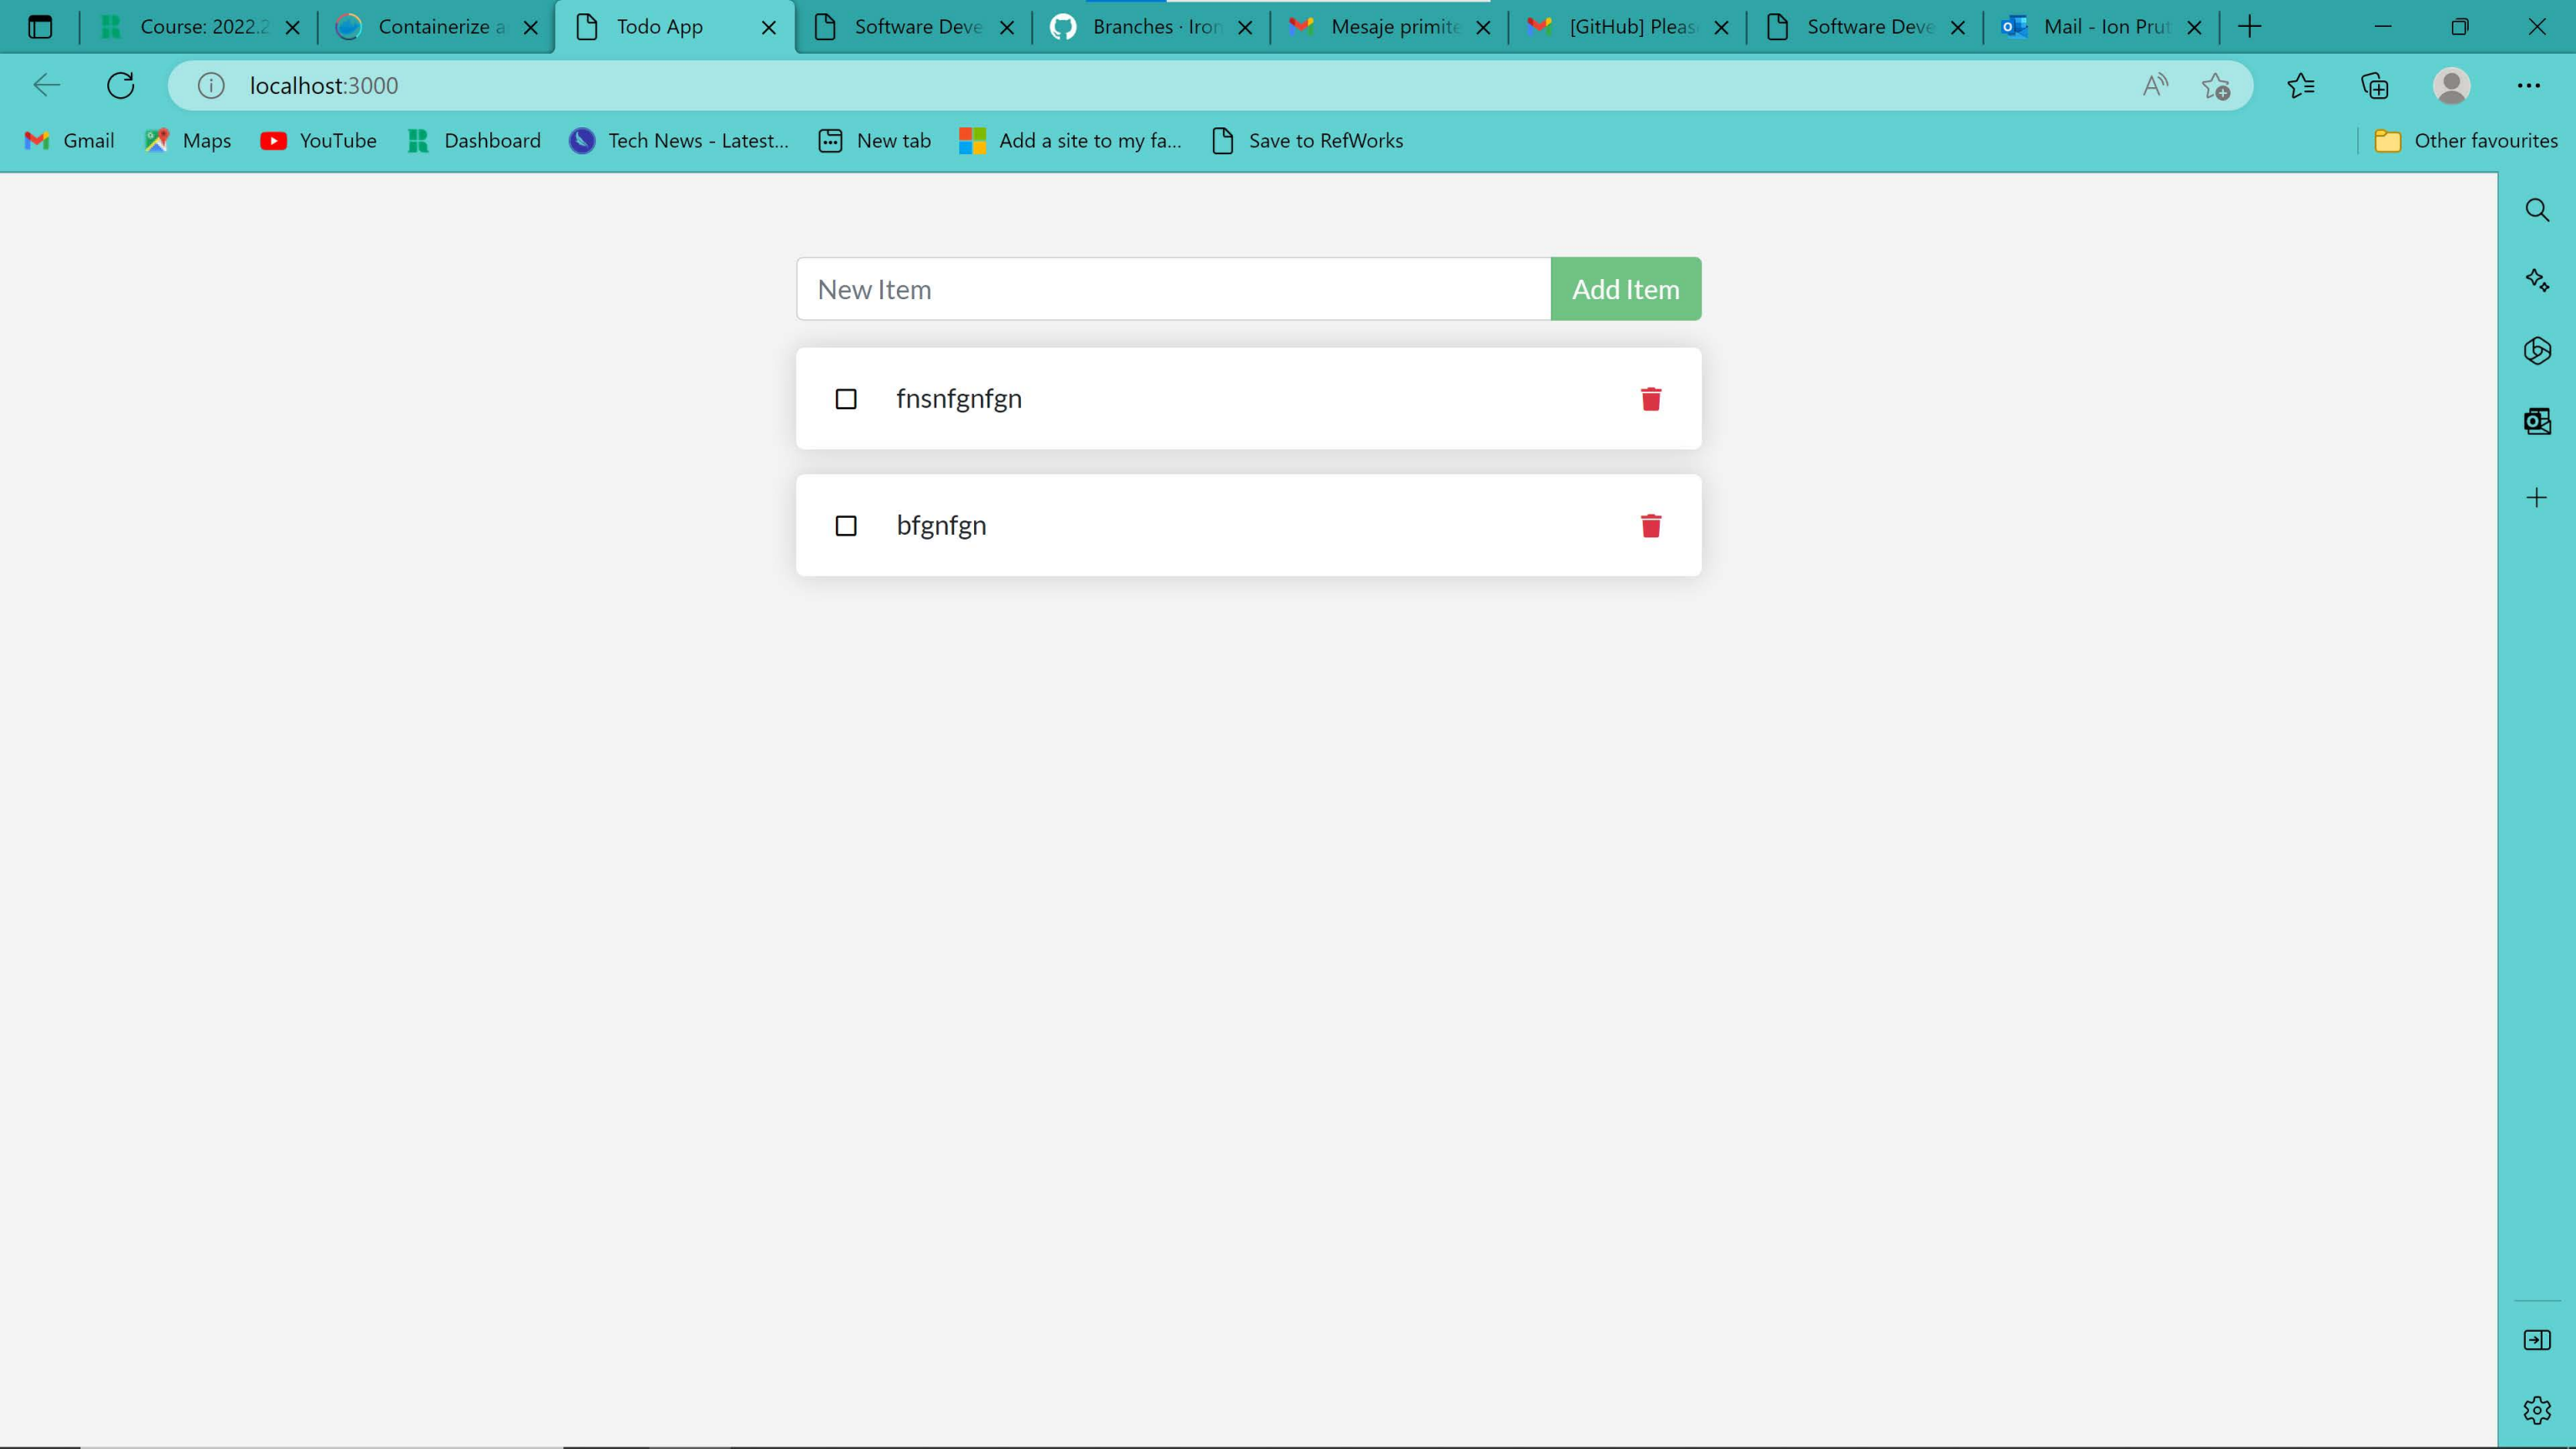 Course: 2022.2
Containerize a
Todo App
Software Deve
Branches · Iron
Mesaje primite
[GitHub] Pleas
Software Deve
Mail - Ion Prut
localhost:3000
Gmail
Maps
YouTube
Dashboard
Tech News - Latest...
New tab
Add a site to my fa...
Save to RefWorks
Other favourites
New Item
Add Item
fnsnfgnfgn
bfgnfgn